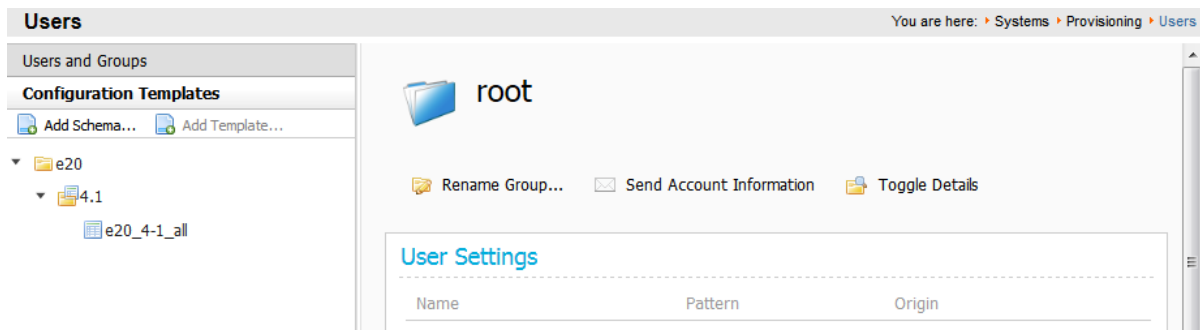 Users
You are here: Systems Provisioning Users
Users and Groups
Configuration Templates
Add Schema... Add Template...
e20
4.1
e20_4-1_all
root
Rename Group... Send Account Information Toggle Details
User Settings
Name Pattern Origin